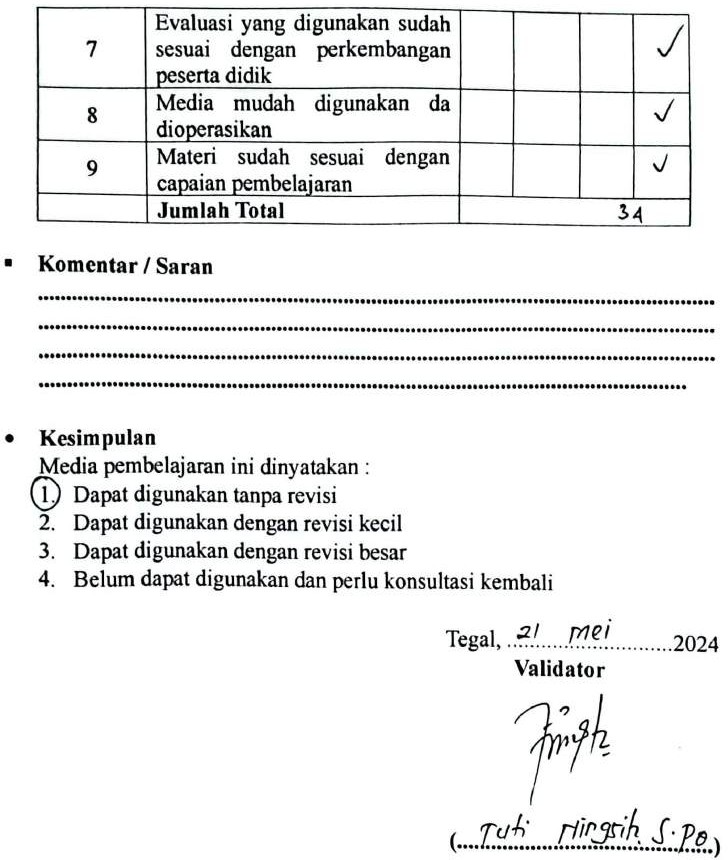 Evaluasi yang digunakan sudah
7 sesuai dengan perkembangan
peserta didik
8 Media mudah digunakan da
dioperasikan
9 Materi sudah sesuai dengan
capaian pembelajaran
Jumlah Total 34
Komentar / Saran
Kesimpulan
Media pembelajaran ini dinyatakan :
1. Dapat digunakan tanpa revisi
2. Dapat digunakan dengan revisi kecil
3. Dapat digunakan dengan revisi besar
4. Belum dapat digunakan dan perlu konsultasi kembali
Tegal, 21 mei 2024
Validator
(Tuti Ningsih S.Pd.)